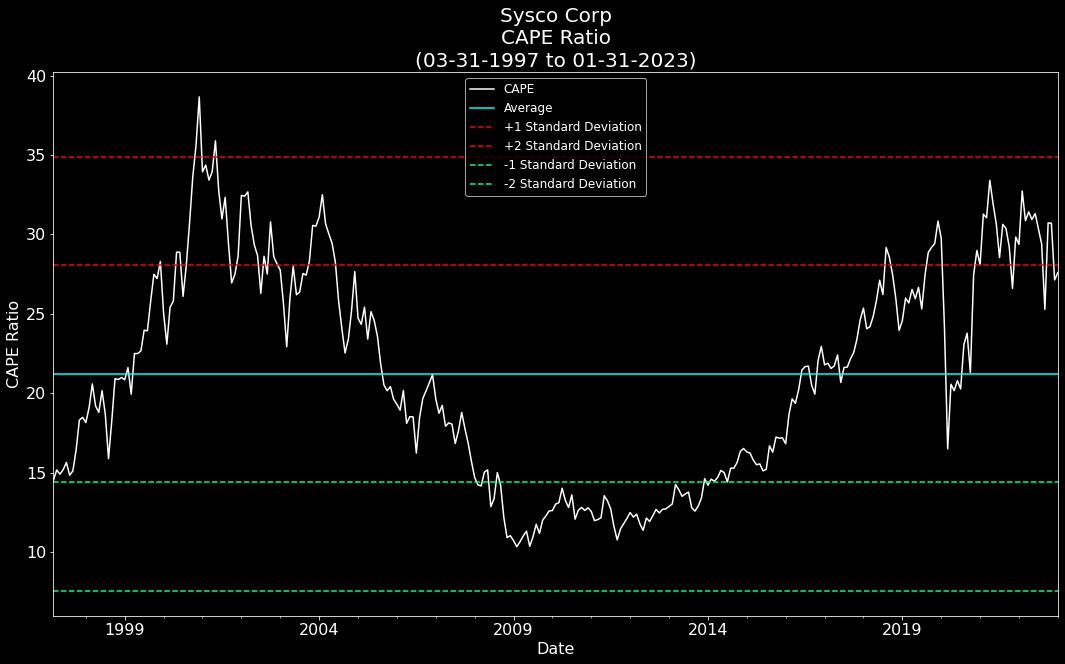 Sysco Corp
CAPE Ratio
(03-31-1997 to 01-31-2023)
CAPE
Average
+1 Standard Deviation
+2 Standard Deviation
-1 Standard Deviation
-2 Standard Deviation
CAPE Ratio
40
35
30
25
20
15
10
1999 2004 2009 2014 2019
Date